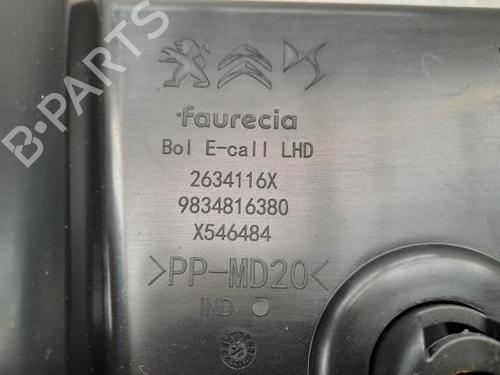 faurecia
Bol E-call LHD
2634116X
9834816380
X546484
>PP-MD20<
IND
B-PARTS